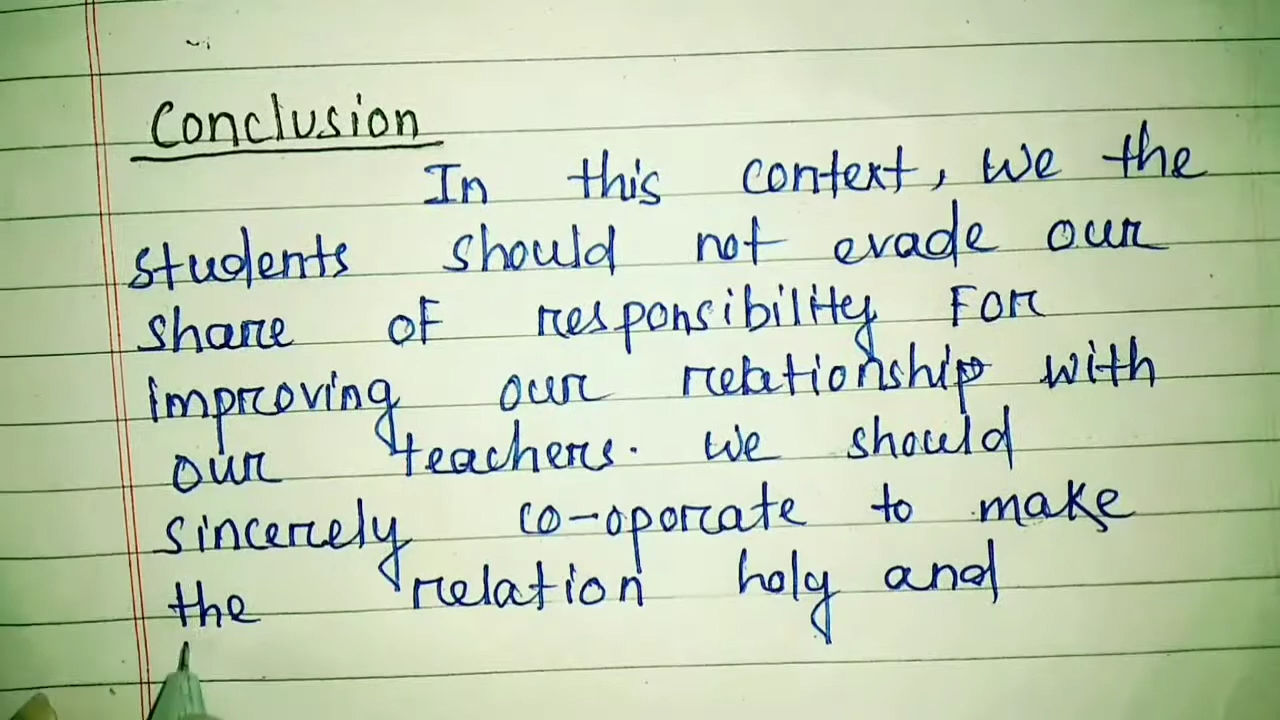 Conclusion
In this context, we the
students should not evade our
share of responsibility For
improving our relationship with
our teachers. we should
sincerely co-oporate to make
the relation holy and